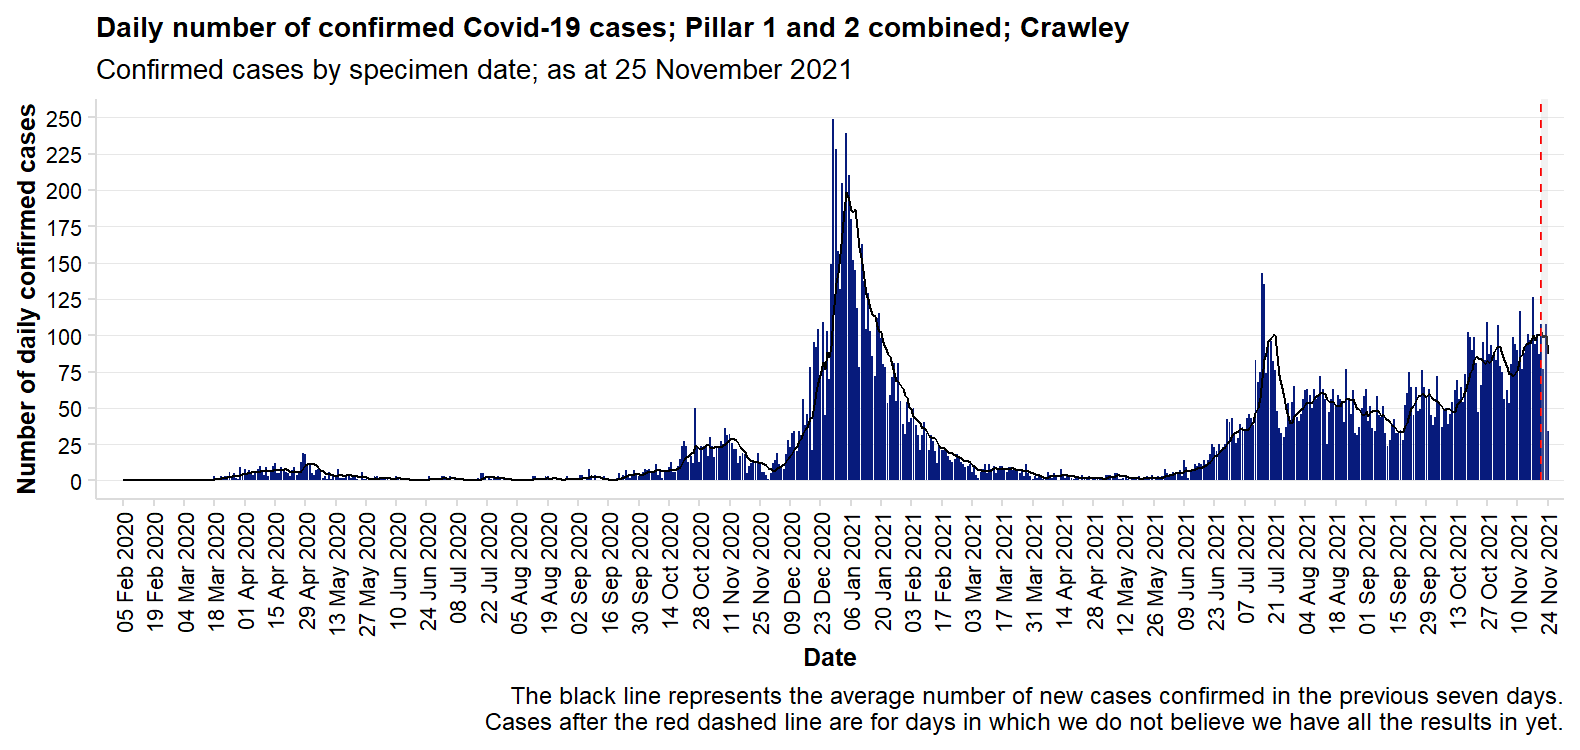 Daily number of confirmed Covid-19 cases; Pillar 1 and 2 combined; Crawley
Confirmed cases by specimen date; as at 25 November 2021
Number of daily confirmed cases
250
225
200
175
150
125
100
75
50
25
0
05 Feb 2020
19 Feb 2020
04 Mar 2020
18 Mar 2020
01 Apr 2020
15 Apr 2020
29 Apr 2020
13 May 2020
27 May 2020
10 Jun 2020
24 Jun 2020
08 Jul 2020
22 Jul 2020
05 Aug 2020
19 Aug 2020
02 Sep 2020
16 Sep 2020
30 Sep 2020
14 Oct 2020
28 Oct 2020
11 Nov 2020
25 Nov 2020
09 Dec 2020
23 Dec 2020
06 Jan 2021
20 Jan 2021
03 Feb 2021
17 Feb 2021
03 Mar 2021
17 Mar 2021
31 Mar 2021
14 Apr 2021
28 Apr 2021
12 May 2021
26 May 2021
09 Jun 2021
23 Jun 2021
07 Jul 2021
21 Jul 2021
04 Aug 2021
18 Aug 2021
01 Sep 2021
15 Sep 2021
29 Sep 2021
13 Oct 2021
27 Oct 2021
10 Nov 2021
24 Nov 2021
Date
The black line represents the average number of new cases confirmed in the previous seven days.
Cases after the red dashed line are for days in which we do not believe we have all the results in yet.